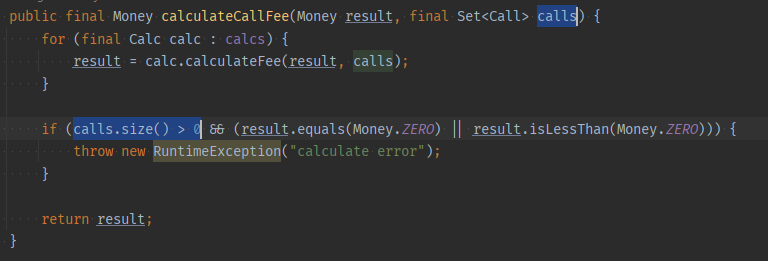 public final Money calculateCallFee(Money result, final Set<Call> calls) {
for (final Calc calc : calcs) {
result = calc.calculateFee(result, calls);
}
if (calls.size() > 0 && (result.equals(Money.ZERO) || result.isLessThan(Money.ZERO))) {
throw new RuntimeException("calculate error");
}
return result;
}